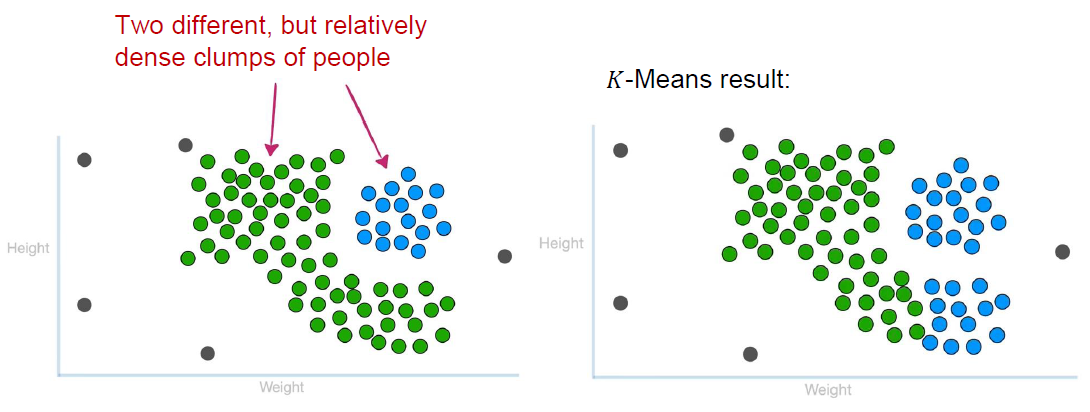 Two different, but relatively
dense clumps of people
K-Means result:
Height
Weight
Height
Weight